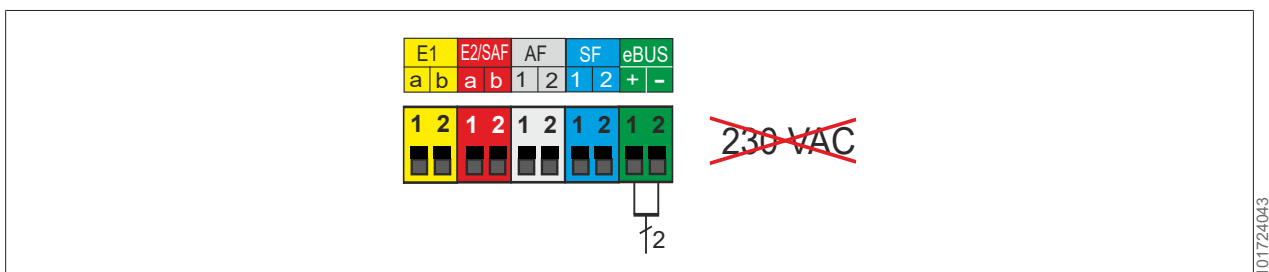 E1 E2/SAF AF SF eBUS
a b a b 1 2 1 2 + -
1 2 1 2 1 2 1 2 1 2
230 VAC
2
101724043